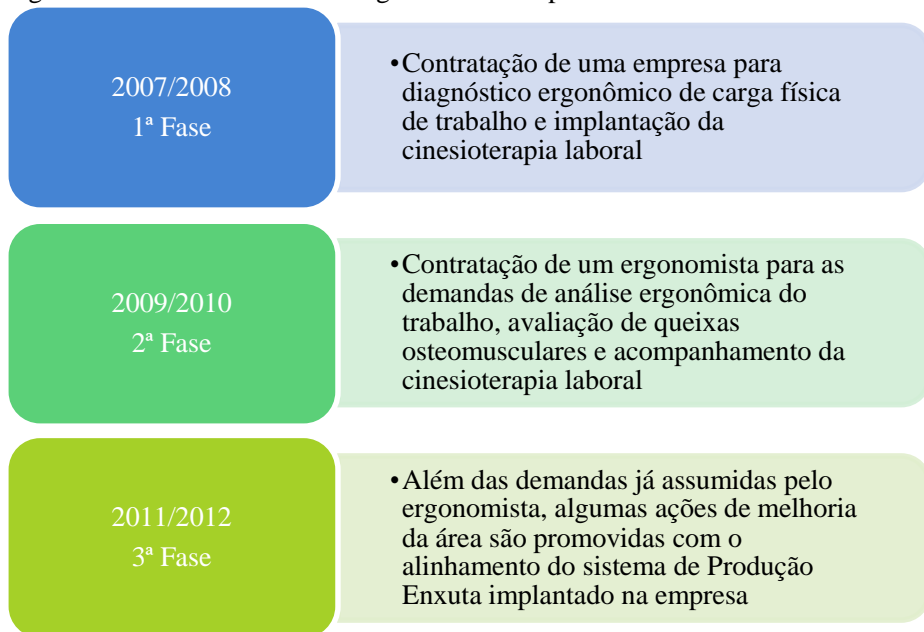 2007/2008
1ª Fase
•Contratação de uma empresa para
diagnóstico ergonômico de carga física
de trabalho e implantação da
cinesioterapia laboral
2009/2010
2ª Fase
•Contratação de um ergonomista para as
demandas de análise ergonômica do
trabalho, avaliação de queixas
osteomusculares e acompanhamento da
cinesioterapia laboral
2011/2012
3ª Fase
•Além das demandas já assumidas pelo
ergonomista, algumas ações de melhoria
da área são promovidas com o
alinhamento do sistema de Produção
Enxuta implantado na empresa